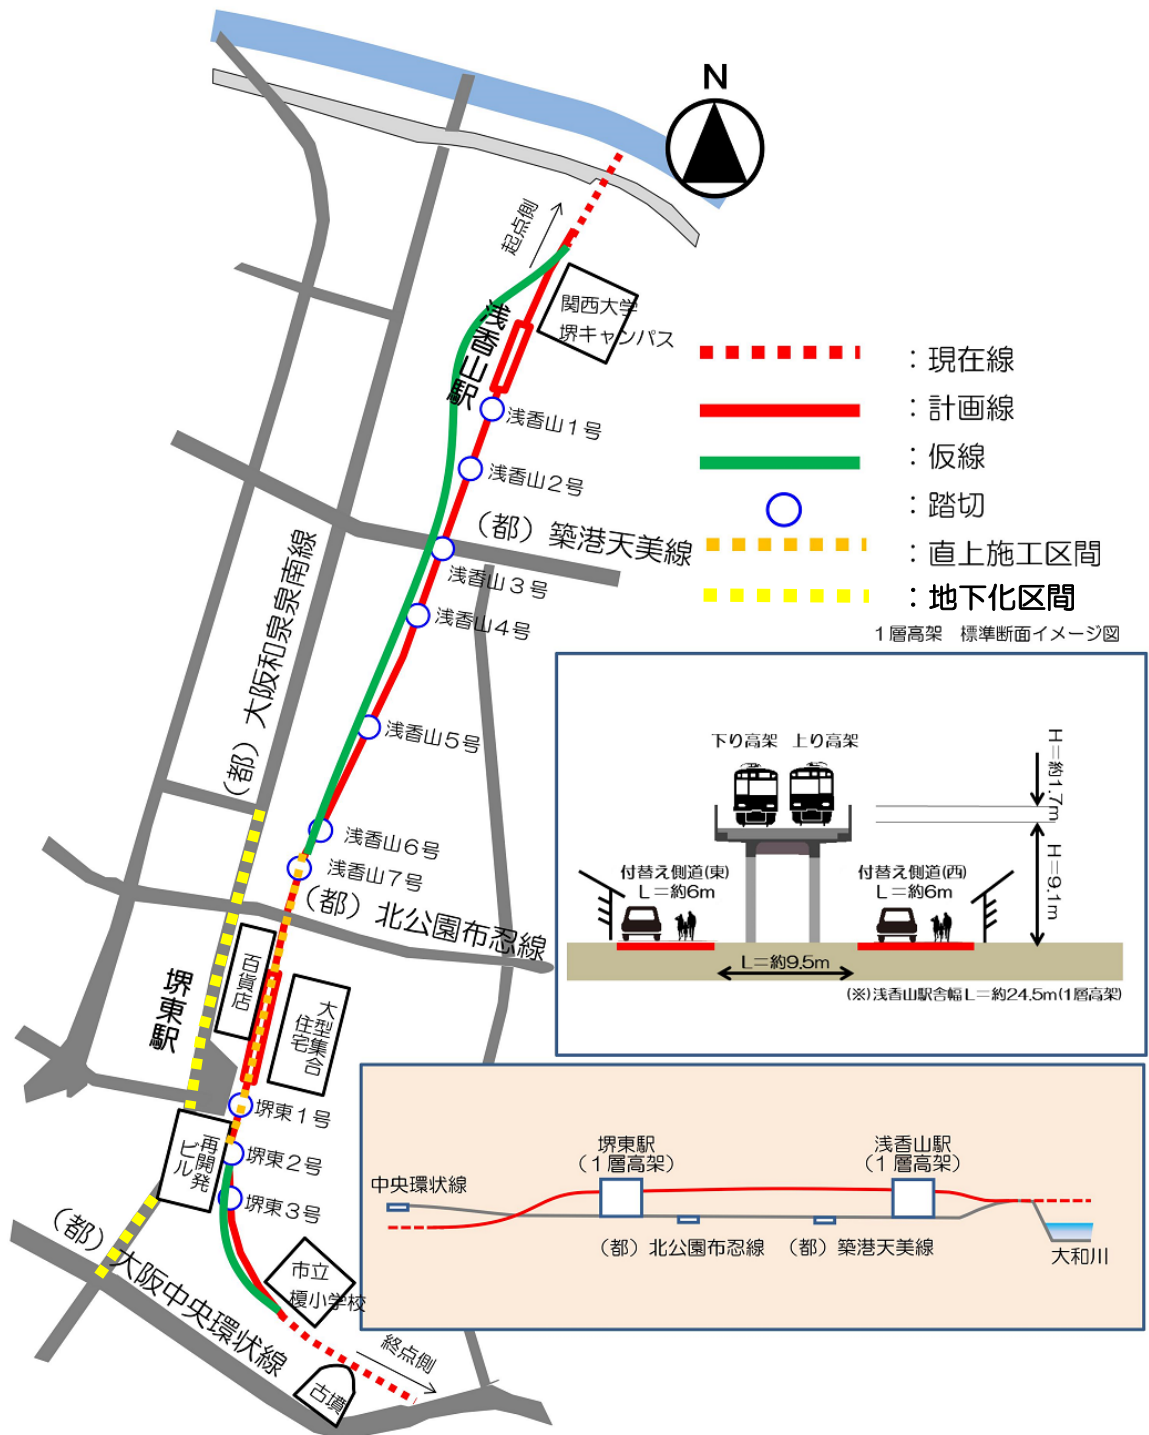 N
起点側
関西大学
堺キャンパス
浅香山駅
：現在線
：計画線
：仮線
：踏切
：直上施工区間
：地下化区間
浅香山１号
浅香山２号
（都）築港天美線
浅香山３号
浅香山４号
（都）大阪和泉泉南線
浅香山５号
浅香山６号
浅香山７号
（都）北公園布忍線
百貨店
堺東駅
大型集合
住宅
堺東１号
堺東２号
堺東３号
再開発
ビル
（都）大阪中央環状線
市立
榎小学校
終点側
古墳
１層高架　標準断面イメージ図
下り高架　上り高架
H＝約1.7m
H＝9.1m
付替え側道(東)
L＝約6m
付替え側道(西)
L＝約6m
L＝約9.5m
(※)浅香山駅舎幅L＝約24.5m(1層高架)
堺東駅
（１層高架）
浅香山駅
（１層高架）
中央環状線
（都）北公園布忍線
（都）築港天美線
大和川